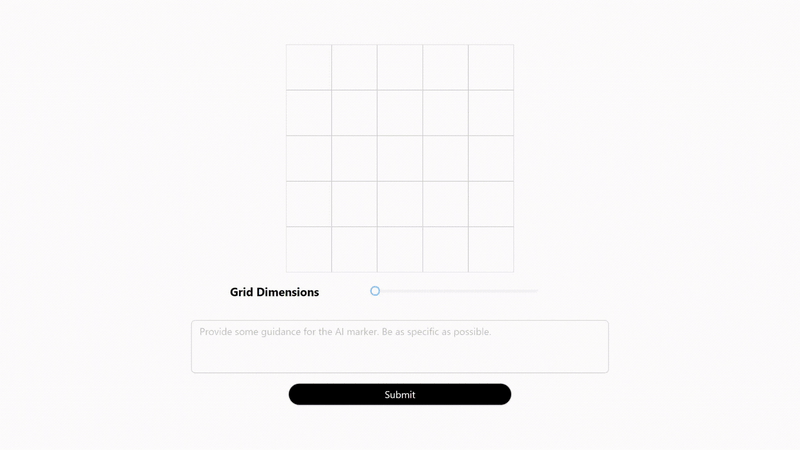 Grid Dimensions
Provide some guidance for the AI marker. Be as specific as possible.
Submit